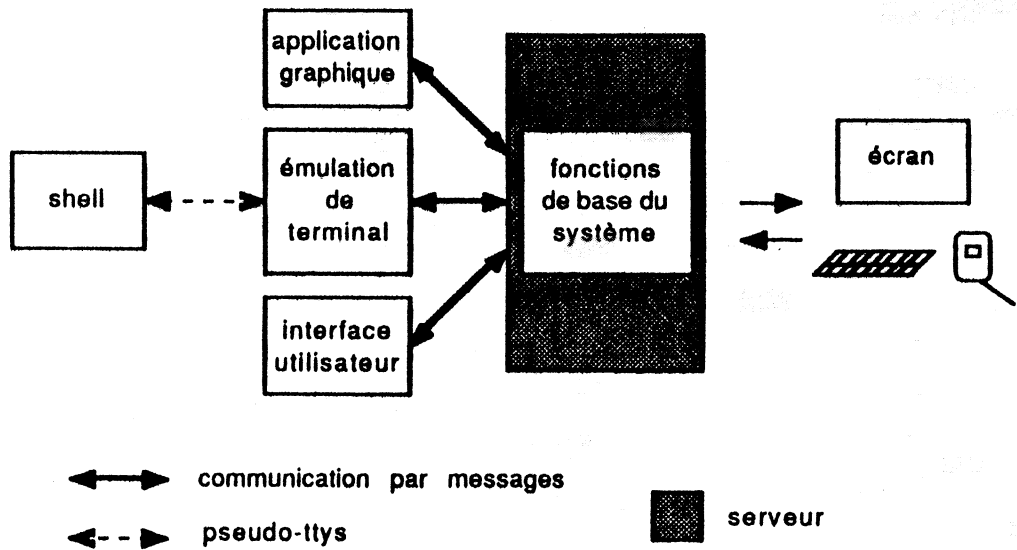 application
graphique
shell
émulation
de
terminal
interface
utilisateur
fonctions
de base du
système
écran
communication par messages
pseudo-ttys
serveur